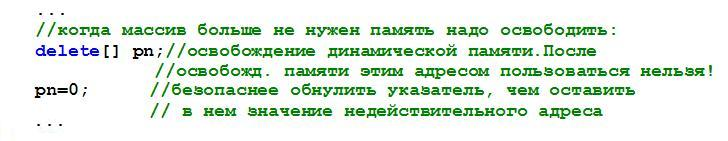 ...
//когда массив больше не нужен память надо освободить:
delete[] pn;//освобождение динамической памяти.После
//освобожд. памяти этим адресом пользоваться нельзя!
pn=0; //безопаснее обнулить указатель, чем оставить
// в нем значение недействительного адреса
...